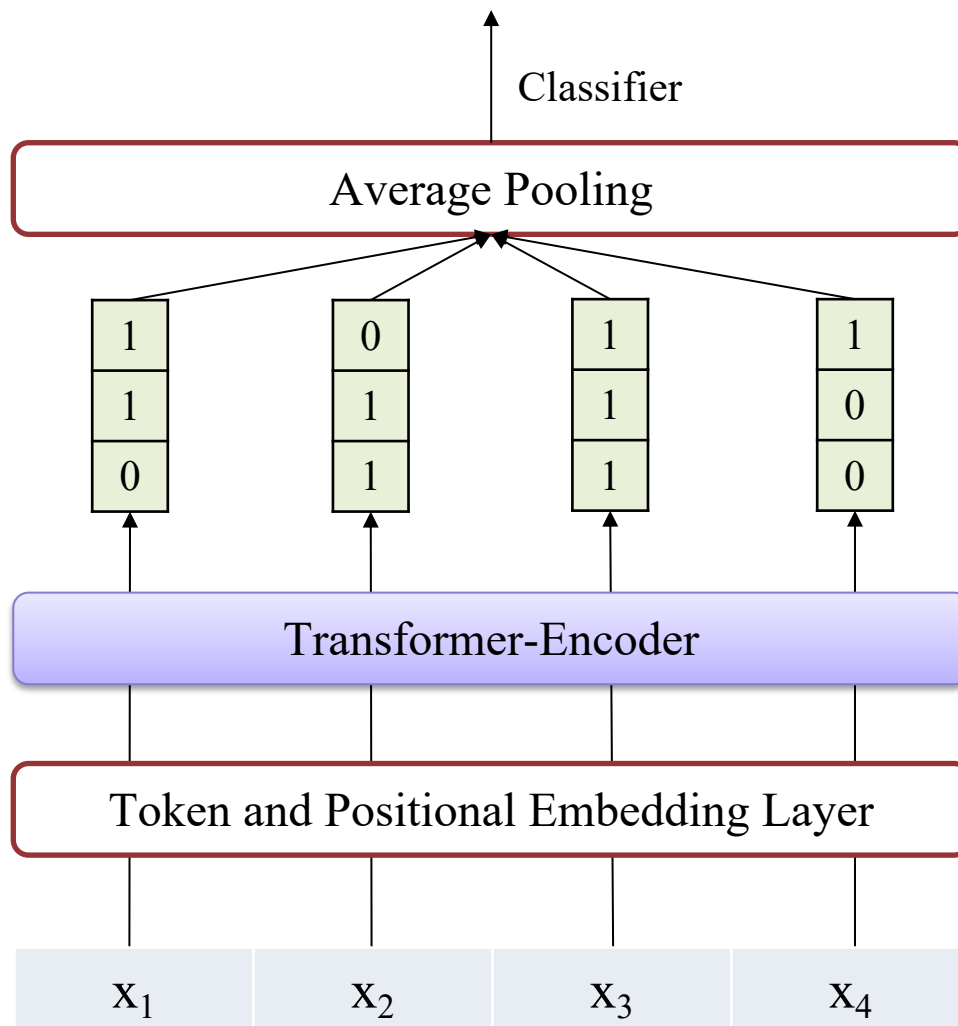 Classifier
Average Pooling
1 0 1 1
1 1 1 0
0 1 1 0
Transformer-Encoder
Token and Positional Embedding Layer
x₁ x₂ x₃ x₄